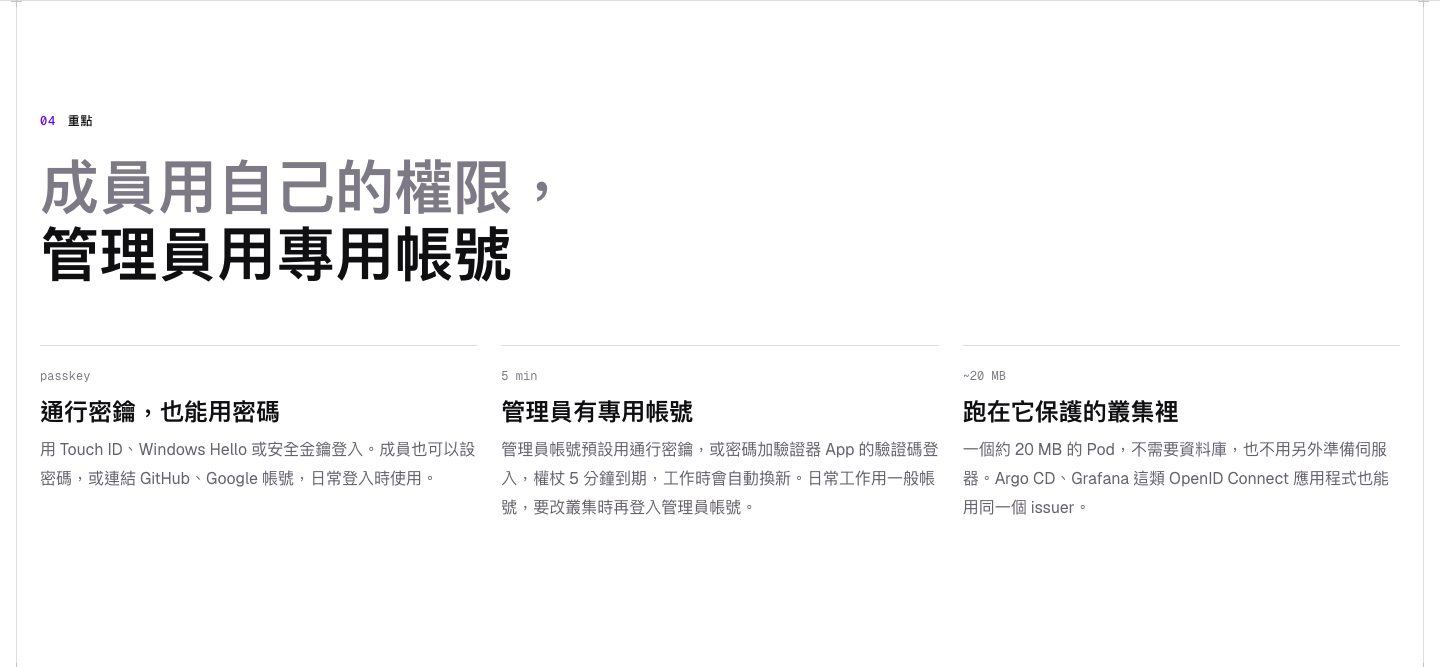 04 重點
成員用自己的權限，
管理員用專用帳號
passkey
通行密鑰，也能用密碼
用 Touch ID、Windows Hello 或安全金鑰登入。成員也可以設
密碼，或連結 GitHub、Google 帳號，日常登入時使用。
5 min
管理員有專用帳號
管理員帳號預設用通行密鑰，或密碼加驗證器 App 的驗證碼登
入，權杖 5 分鐘到期，工作時會自動換新。日常工作用一般帳
號，要改叢集時再登入管理員帳號。
~20 MB
跑在它保護的叢集裡
一個約 20 MB 的 Pod，不需要資料庫，也不用另外準備伺服
器。Argo CD、Grafana 這類 OpenID Connect 應用程式也能
用同一個 issuer。